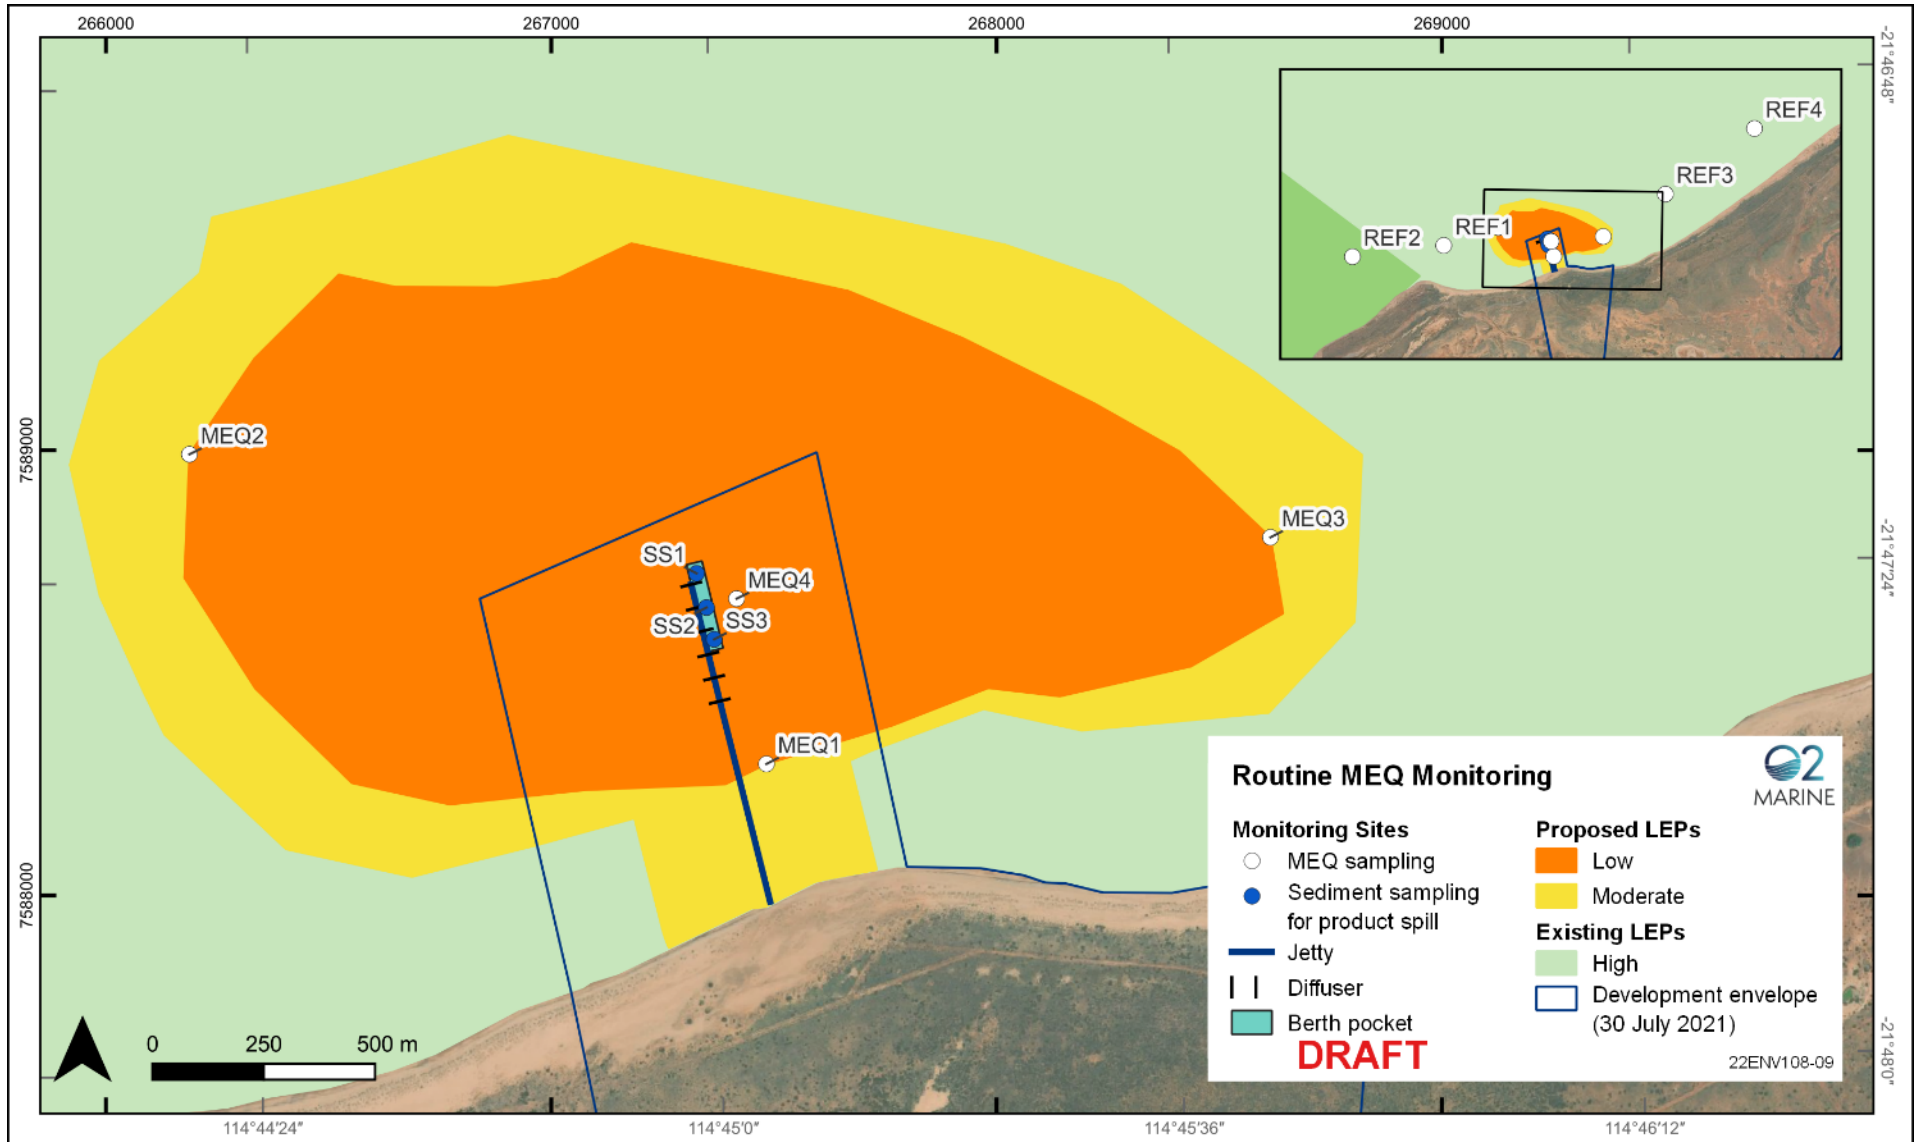 266000
267000
268000
269000
-21°46'48"
REF4
REF3
REF1
REF2
MEQ2
7589000
MEQ3
-21°47'24"
SS1
MEQ4
SS2
SS3
MEQ1
7588000
Routine MEQ Monitoring
O2
MARINE
Monitoring Sites
MEQ sampling
Sediment sampling
for product spill
Jetty
Diffuser
Berth pocket
DRAFT
Proposed LEPs
Low
Moderate
Existing LEPs
High
Development envelope
(30 July 2021)
22ENV108-09
-21°48'0"
0 250 500 m
114°44'24"
114°45'0"
114°45'36"
114°46'12"